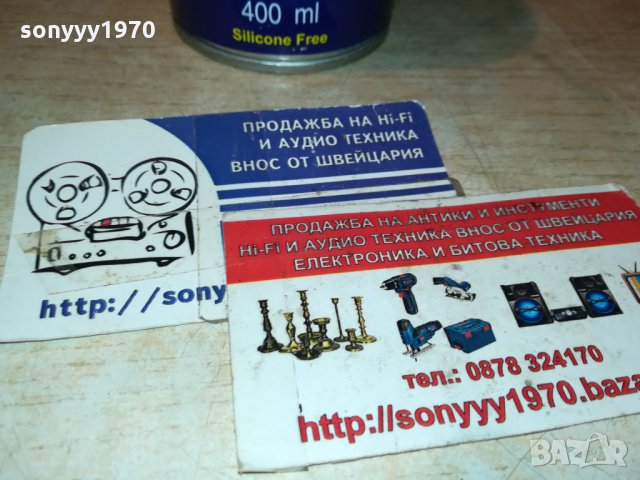 sonyyy1970
400 ml
Silicone Free
ПРОДАЖБА НА Hi-Fi
И АУДИО ТЕХНИКА
ВНОС ОТ ШВЕЙЦАРИЯ
http://sony
ПРОДАЖБА НА АНТИКИ И ИНСТУМЕНТИ
Hi-Fi И АУДИО ТЕХНИКА ВНОС ОТ ШВЕЙЦАРИЯ
ЕЛЕКТРОНИКА И БИТОВА ТЕХНИКА
тел.: 0878 324170
http://sonyyy1970.baza
BAZAR